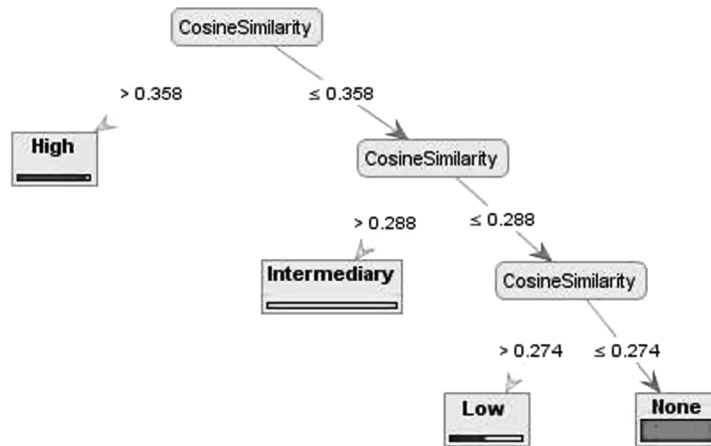 CosineSimilarity
> 0.358
≤ 0.358
High
CosineSimilarity
> 0.288
≤ 0.288
Intermediary
CosineSimilarity
> 0.274
≤ 0.274
Low
None